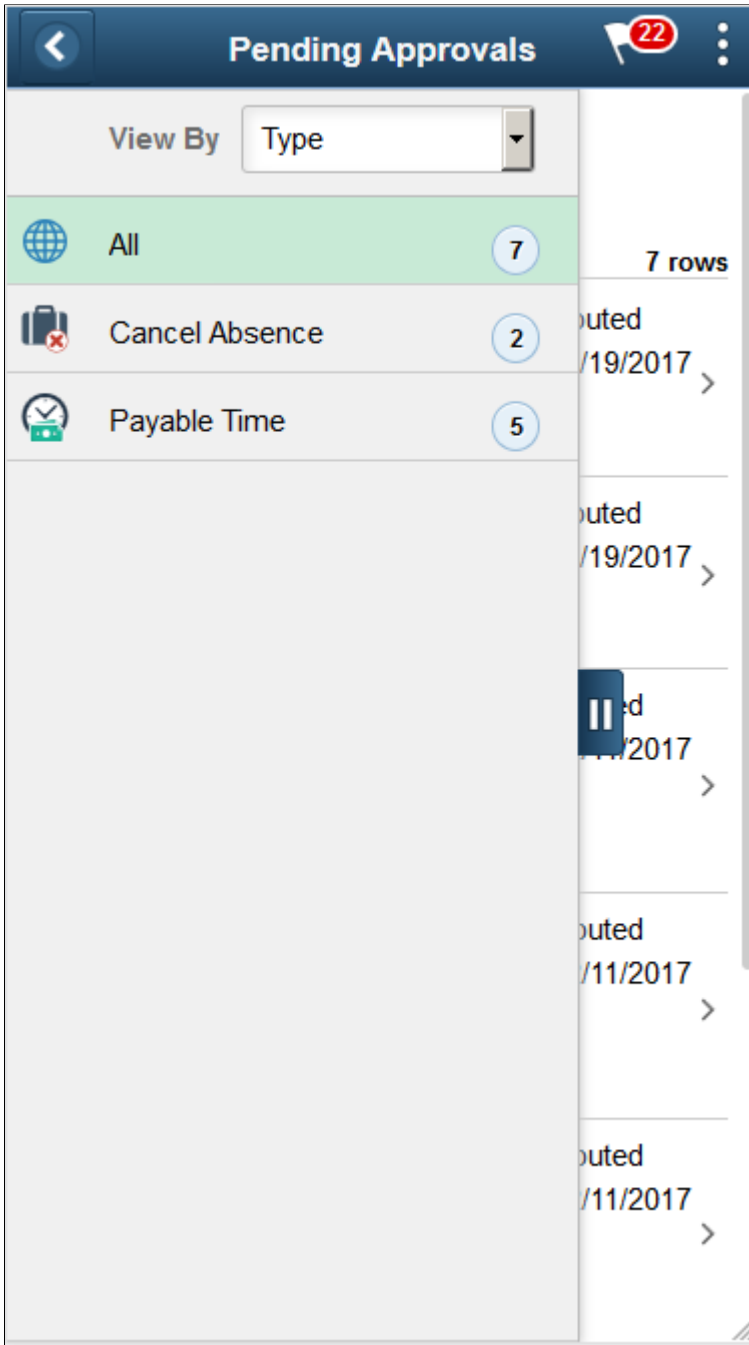 Pending Approvals 22
View By Type
All 7
Cancel Absence 2
Payable Time 5
7 rows
/19/2017
/19/2017
/2017
/11/2017
/11/2017